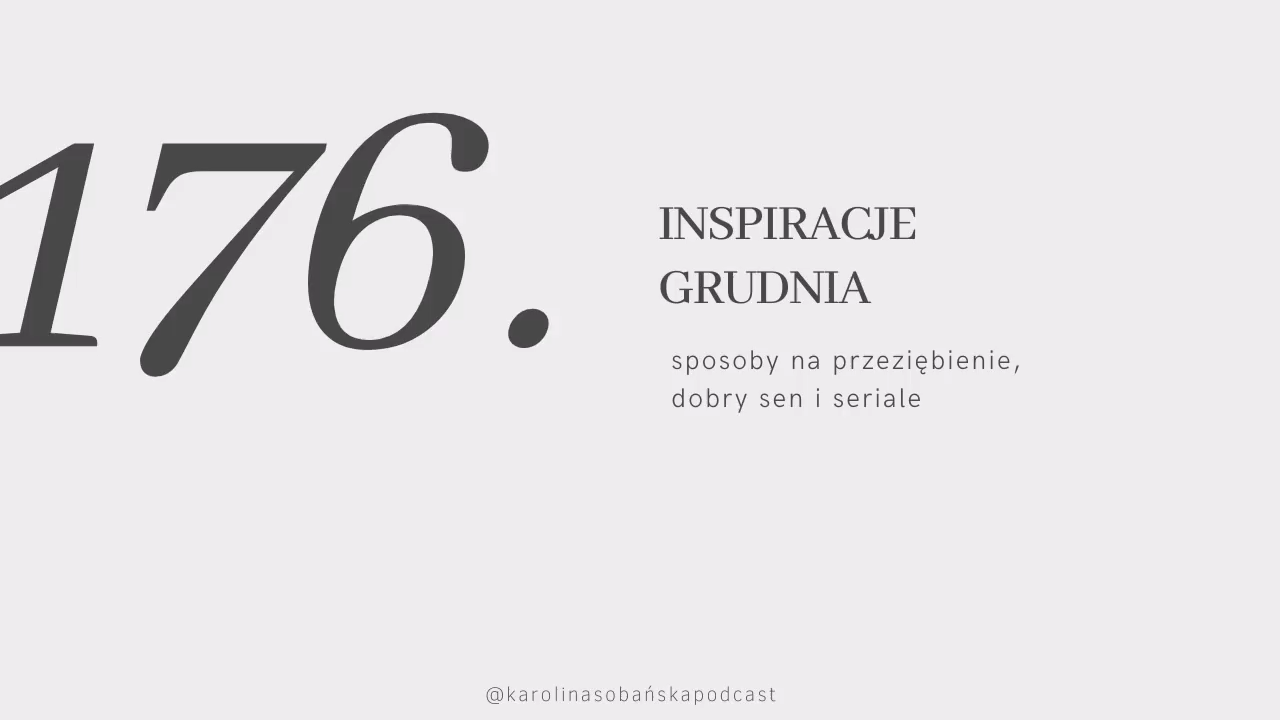 176.
INSPIRACJE
GRUDNIA
sposoby na przeziębienie,
dobry sen i seriale
@karolinasobańskapodcast